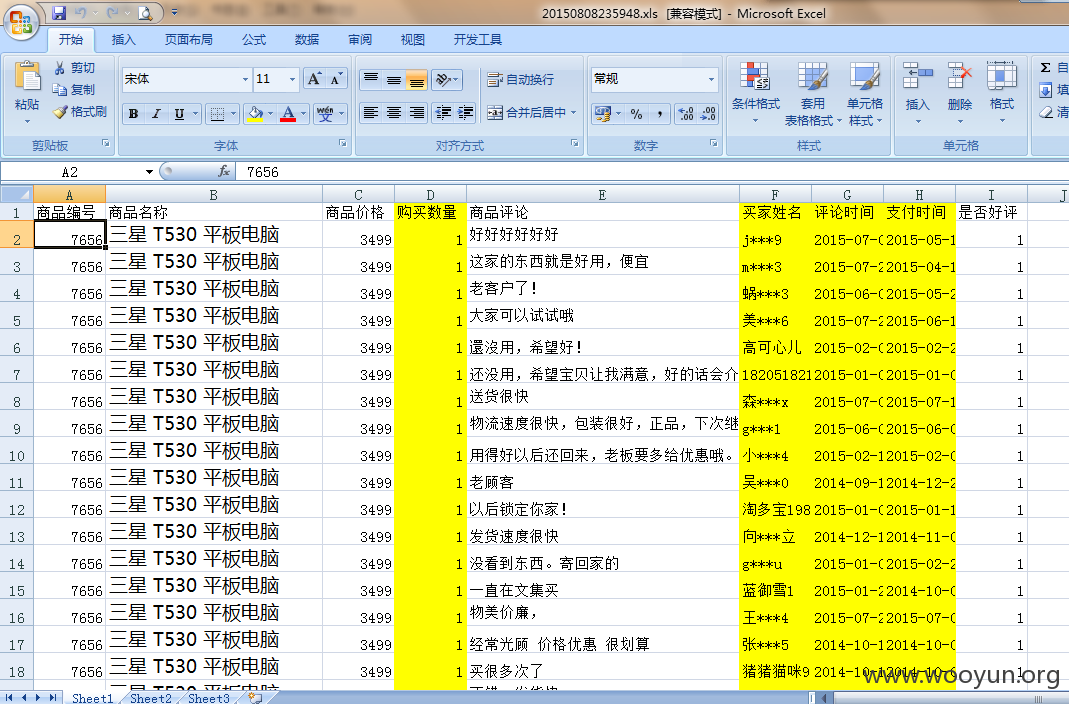 20150808235948.xls [兼容模式] - Microsoft Excel
开始 插入 页面布局 公式 数据 审阅 视图 开发工具
粘贴 剪切 复制 格式刷
宋体 11
常规
自动换行
合并后居中
条件格式 套用表格格式 单元格样式
插入 删除 格式
剪贴板 字体 对齐方式 数字 样式 单元格
A2 fx 7656
A B C D E F G H I J
1 商品编号 商品名称 商品价格 购买数量 商品评论 买家姓名 评论时间 支付时间 是否好评
2 7656 三星 T530 平板电脑 3499 1 好好好好好好 j***9 2015-07-0 2015-05-1 1
3 7656 三星 T530 平板电脑 3499 1 这家的东西就是好用，便宜 m***3 2015-07-2 2015-04-1 1
4 7656 三星 T530 平板电脑 3499 1 老客户了！ 蜗***3 2015-06-0 2015-05-2 1
5 7656 三星 T530 平板电脑 3499 1 大家可以试试哦 美***6 2015-07-2 2015-06-1 1
6 7656 三星 T530 平板电脑 3499 1 還沒用，希望好！ 高可心儿 2015-02-0 2015-02-2 1
7 7656 三星 T530 平板电脑 3499 1 还没用，希望宝贝让我满意，好的话会介 182051821 2015-01-0 2015-01-0 1
8 7656 三星 T530 平板电脑 3499 1 送货很快 森***x 2015-07-0 2015-07-1 1
9 7656 三星 T530 平板电脑 3499 1 物流速度很快，包装很好，正品，下次继 g***1 2015-06-0 2015-06-0 1
10 7656 三星 T530 平板电脑 3499 1 用得好以后还回来，老板要多给优惠哦。 小***4 2015-02-1 2015-02-0 1
11 7656 三星 T530 平板电脑 3499 1 老顾客 吴***0 2014-09-1 2014-12-2 1
12 7656 三星 T530 平板电脑 3499 1 以后锁定你家！ 淘多宝198 2015-01-0 2015-01-1 1
13 7656 三星 T530 平板电脑 3499 1 发货速度很快 向***立 2014-12-1 2014-11-0 1
14 7656 三星 T530 平板电脑 3499 1 没看到东西。寄回家的 g***u 2015-01-0 2015-02-2 1
15 7656 三星 T530 平板电脑 3499 1 一直在文集买 蓝御雪1 2015-01-2 2014-10-0 1
16 7656 三星 T530 平板电脑 3499 1 物美价廉， 王***4 2015-07-2 2015-07-0 1
17 7656 三星 T530 平板电脑 3499 1 经常光顾 价格优惠 很划算 张***5 2014-10-1 2014-10-0 1
18 7656 三星 T530 平板电脑 3499 1 买很多次了 猪猪猫咪9 2014-10-1 2014-10-0 1
www.wooyun.org
Sheet1 Sheet2 Sheet3